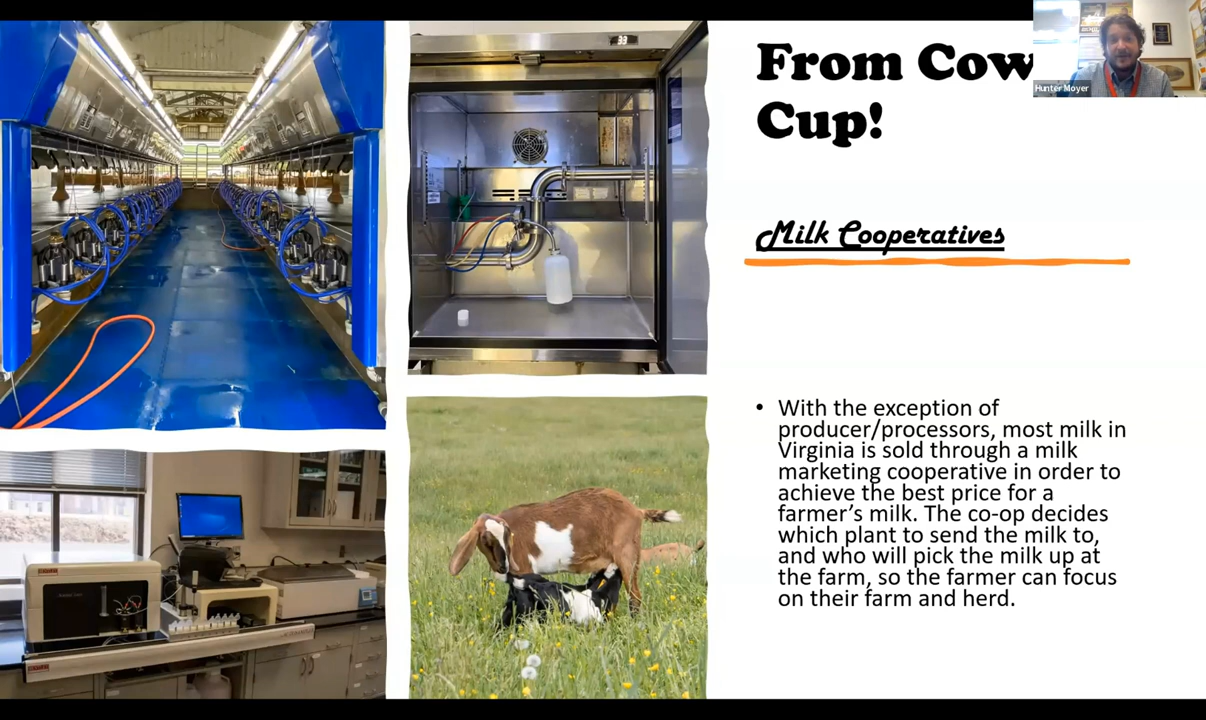 From Cow
Cup!
Hunter Moyer
Milk Cooperatives
• With the exception of
producer/processors, most milk in
Virginia is sold through a milk
marketing cooperative in order to
achieve the best price for a
farmer’s milk. The co-op decides
which plant to send the milk to,
and who will pick the milk up at
the farm, so the farmer can focus
on their farm and herd.